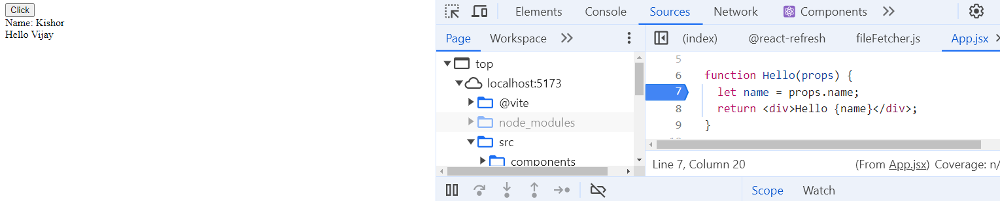 Click
Name: Kishor
Hello Vijay
Elements Console Sources Network Components
Page Workspace
top
localhost:5173
@vite
node_modules
src
components
(index) @react-refresh fileFetcher.js App.jsx
5
6 function Hello(props) {
7 let name = props.name;
8 return <div>Hello {name}</div>;
9 }
Line 7, Column 20 (From App.jsx) Coverage: n/
Scope Watch